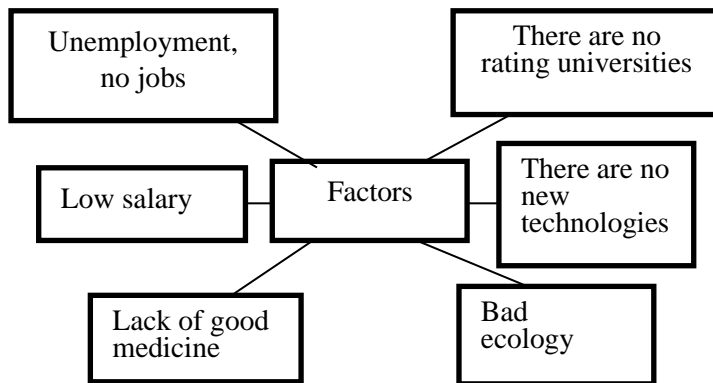 Unemployment,
no jobs
There are no
rating universities
Low salary
Factors
There are no
new
technologies
Lack of good
medicine
Bad
ecology